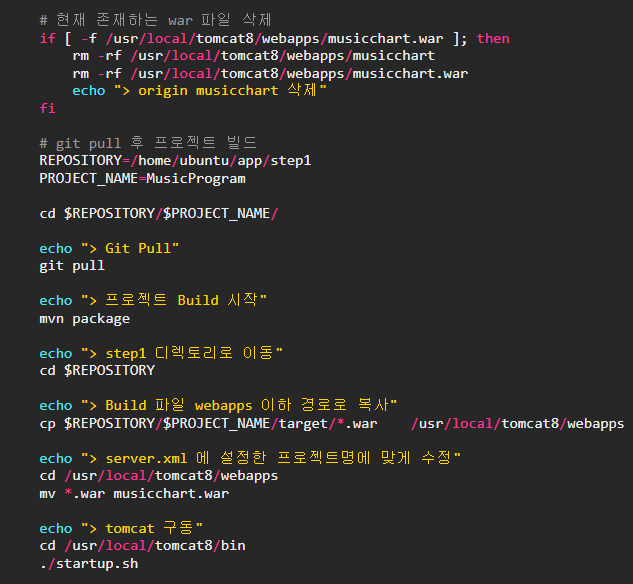 # 현재 존재하는 war 파일 삭제
if [ -f /usr/local/tomcat8/webapps/musicchart.war ]; then
    rm -rf /usr/local/tomcat8/webapps/musicchart
    rm -rf /usr/local/tomcat8/webapps/musicchart.war
    echo "> origin musicchart 삭제"
fi

# git pull 후 프로젝트 빌드
REPOSITORY=/home/ubuntu/app/step1
PROJECT_NAME=MusicProgram

cd $REPOSITORY/$PROJECT_NAME/

echo "> Git Pull"
git pull

echo "> 프로젝트 Build 시작"
mvn package

echo "> step1 디렉토리로 이동"
cd $REPOSITORY

echo "> Build 파일 webapps 이하 경로로 복사"
cp $REPOSITORY/$PROJECT_NAME/target/*.war    /usr/local/tomcat8/webapps

echo "> server.xml 에 설정한 프로젝트명에 맞게 수정"
cd /usr/local/tomcat8/webapps
mv *.war musicchart.war

echo "> tomcat 구동"
cd /usr/local/tomcat8/bin
./startup.sh